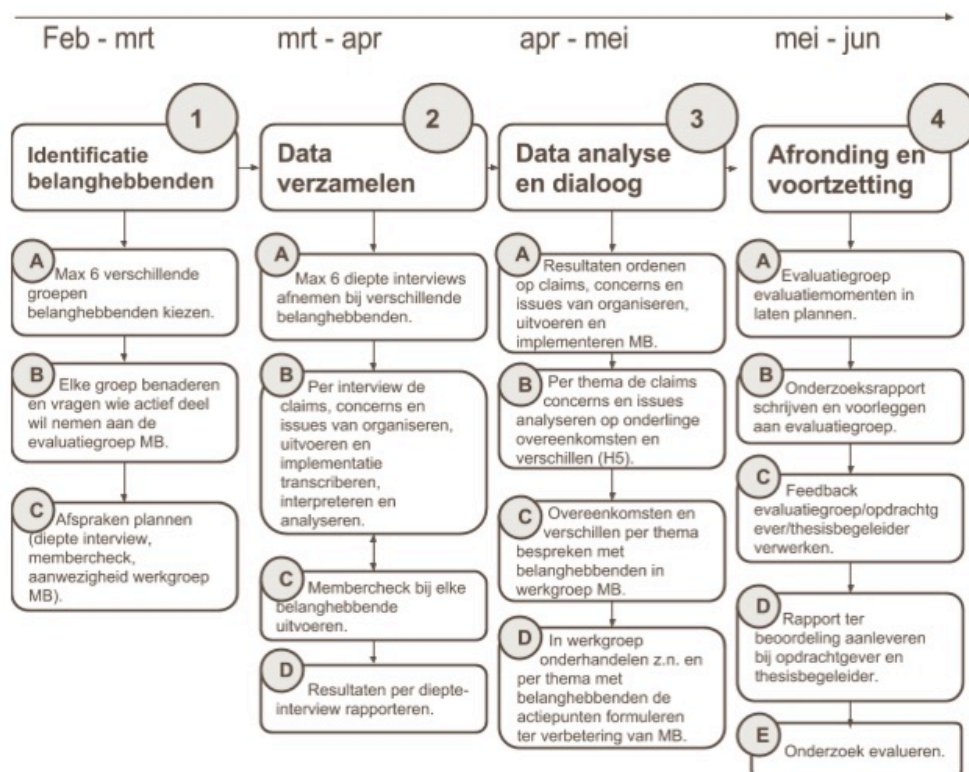 Feb - mrt
mrt - apr
apr - mei
mei - jun
1
Identificatie
belanghebbenden
A
Max 6 verschillende
groepen
belanghebbenden kiezen.
B
Elke groep benaderen
en vragen wie actief deel
wil nemen aan de
evaluatiegroep MB.
C
Afspraken plannen
(diepte interview,
membercheck,
aanwezigheid werkgroep
MB).
2
Data
verzamelen
A
Max 6 diepte interviews
afnemen bij verschillende
belanghebbenden.
B
Per interview de
claims, concerns en
issues van organiseren,
uitvoeren en
implementatie
transcriberen,
interpreteren en
analyseren.
C
Membercheck bij elke
belanghebbende
uitvoeren.
D
Resultaten per diepte-
interview rapporteren.
3
Data analyse
en dialoog
A
Resultaten ordenen
op claims, concerns en
issues van organiseren,
uitvoeren en
implementeren MB.
B
Per thema de claims
concerns en issues
analyseren op onderlinge
overeenkomsten en
verschillen (H5).
C
Overeenkomsten en
verschillen per thema
bespreken met
belanghebbenden in
werkgroep MB.
D
In werkgroep
onderhandelen z.n. en
per thema met
belanghebbenden de
actiepunten formuleren
ter verbetering van MB.
4
Afronding en
voortzetting
A
Evaluatiegroep
evaluatiemomenten in
laten plannen.
B
Onderzoeksrapport
schrijven en voorleggen
aan evaluatiegroep.
C
Feedback
evaluatiegroep/opdrachtg
ever/thesisbegeleider
verwerken.
D
Rapport ter
beoordeling aanleveren
bij opdrachtgever en
thesisbegeleider.
E
Onderzoek evalueren.